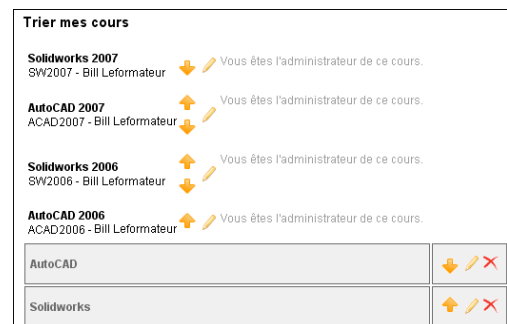 Trier mes cours
Solidworks 2007
SW2007 - Bill Leformateur
Vous êtes l'administrateur de ce cours.
AutoCAD 2007
ACAD2007 - Bill Leformateur
Vous êtes l'administrateur de ce cours.
Solidworks 2006
SW2006 - Bill Leformateur
Vous êtes l'administrateur de ce cours.
AutoCAD 2006
ACAD2006 - Bill Leformateur
Vous êtes l'administrateur de ce cours.
AutoCAD
Solidworks